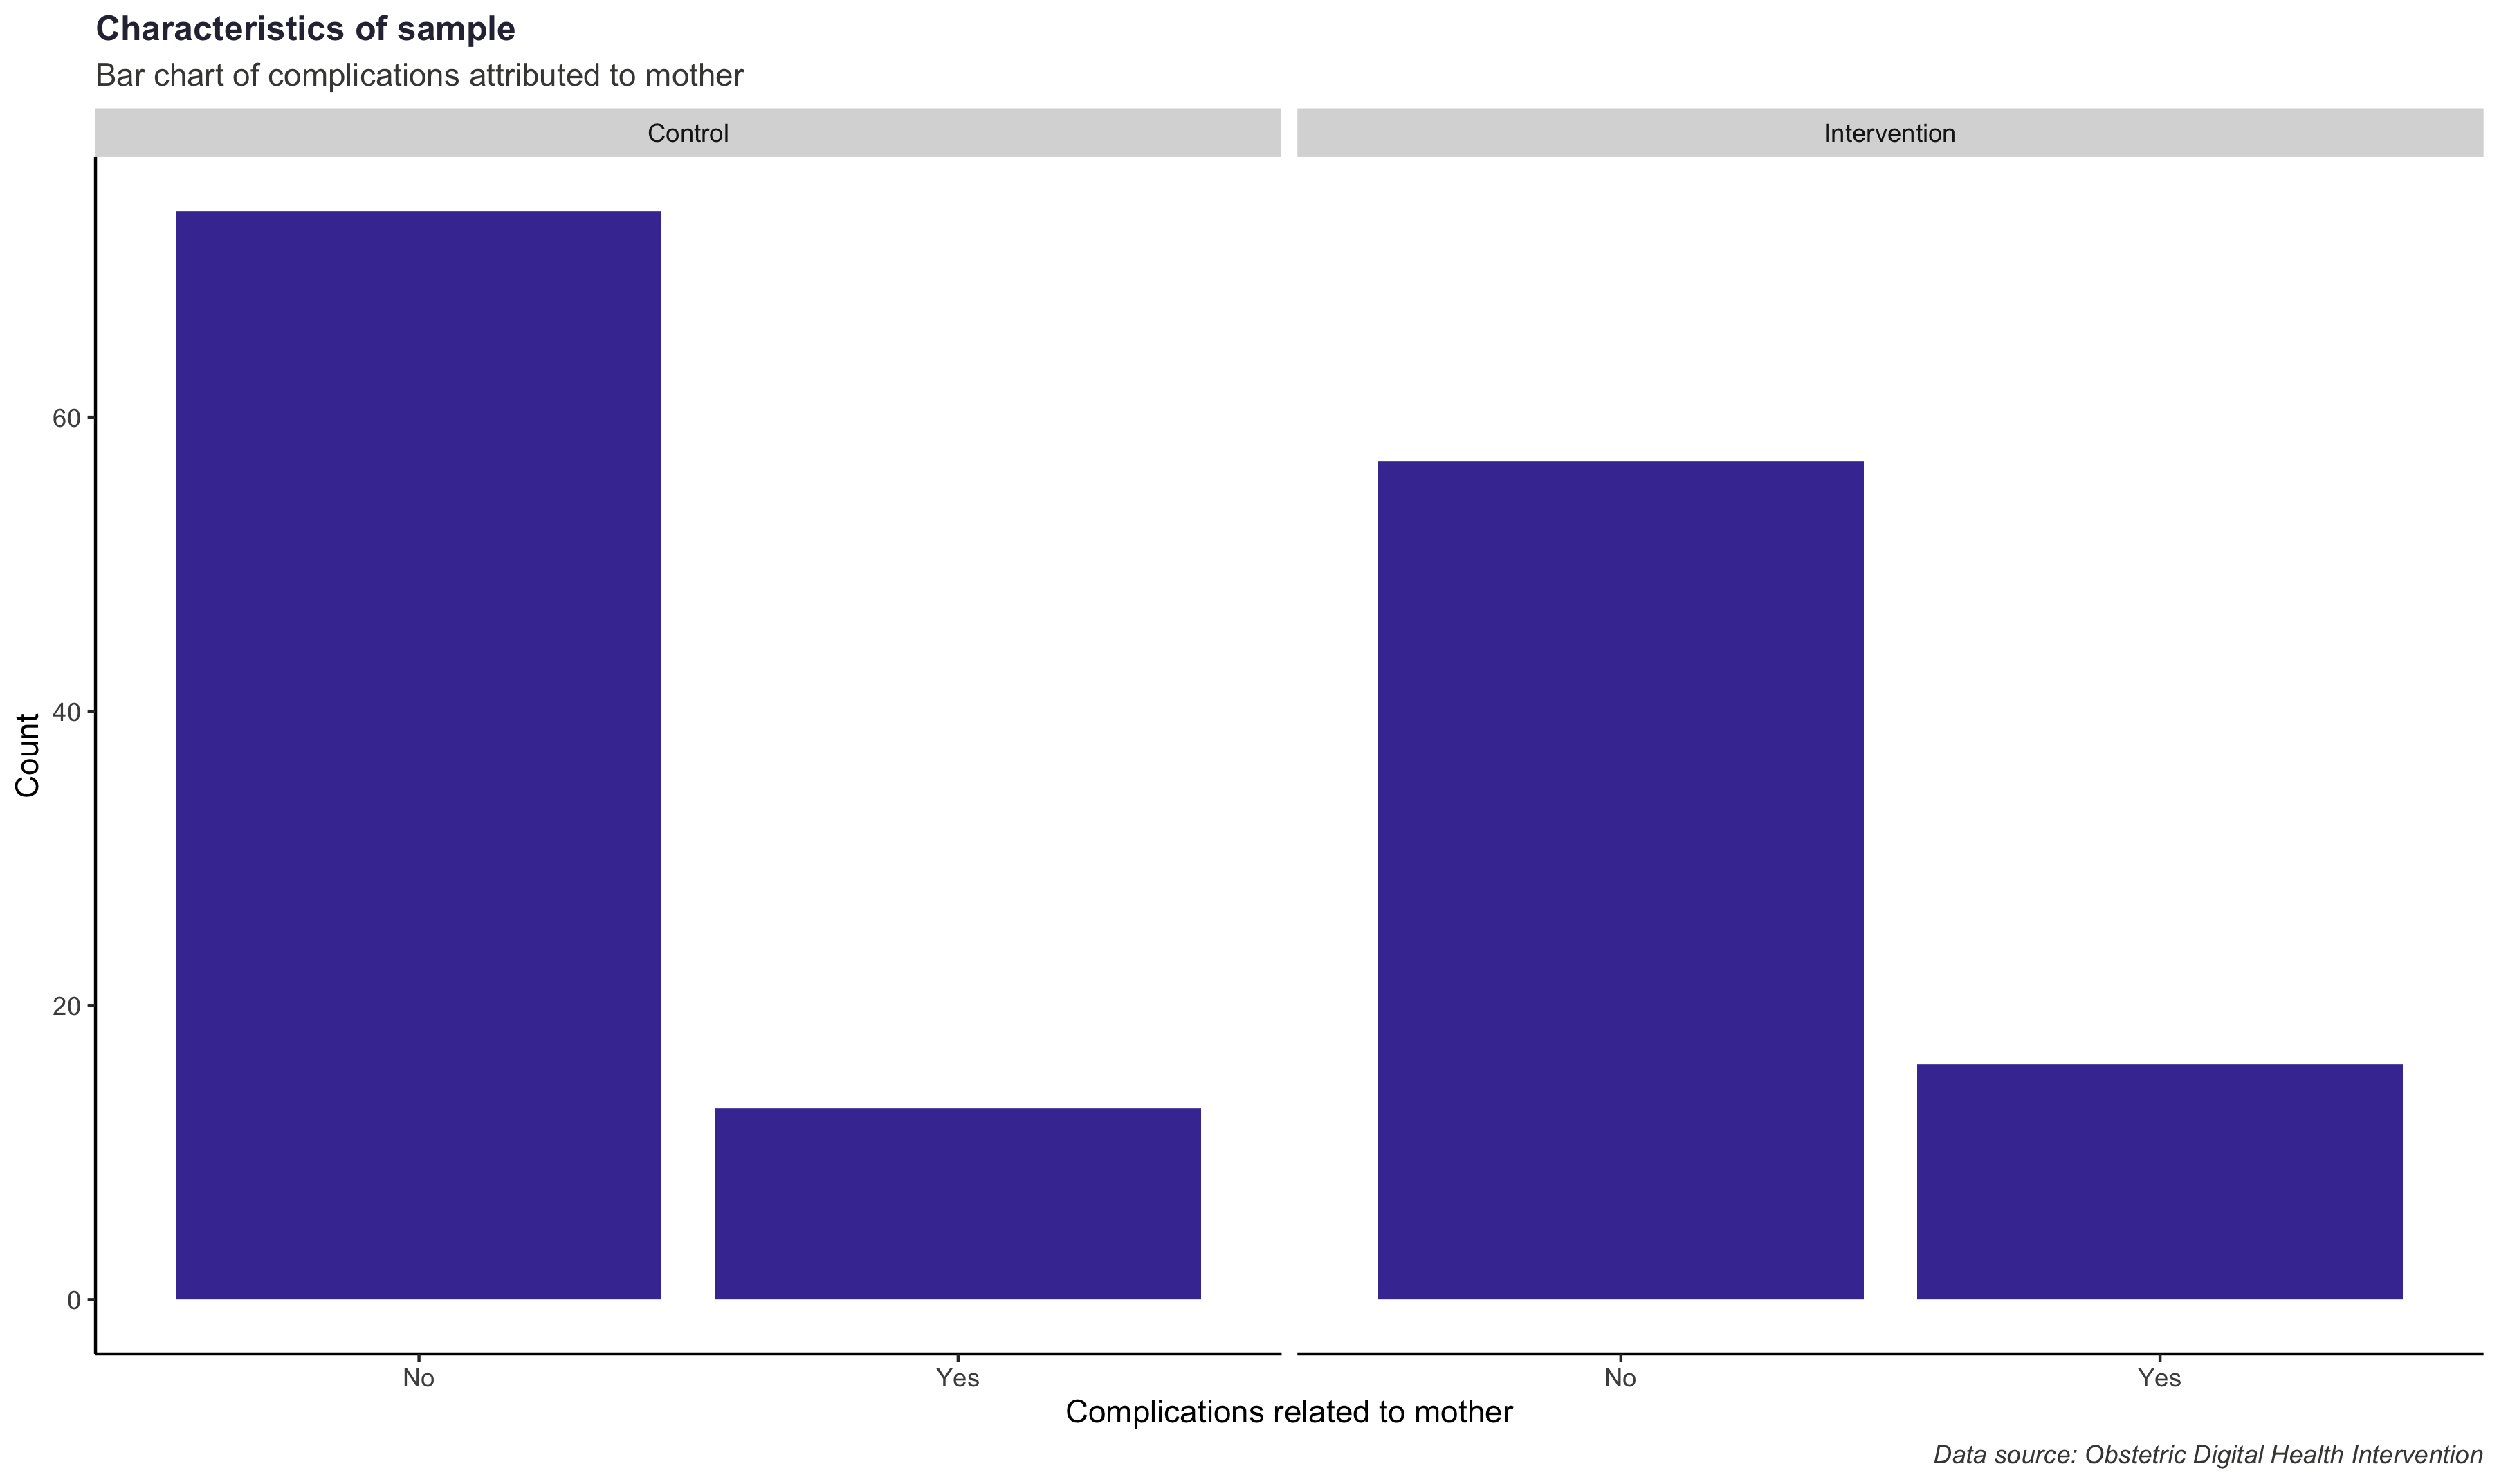 Characteristics of sample
Bar chart of complications attributed to mother
Control
Intervention
Count
60
40
20
0
No
Yes
No
Yes
Complications related to mother
Data source: Obstetric Digital Health Intervention